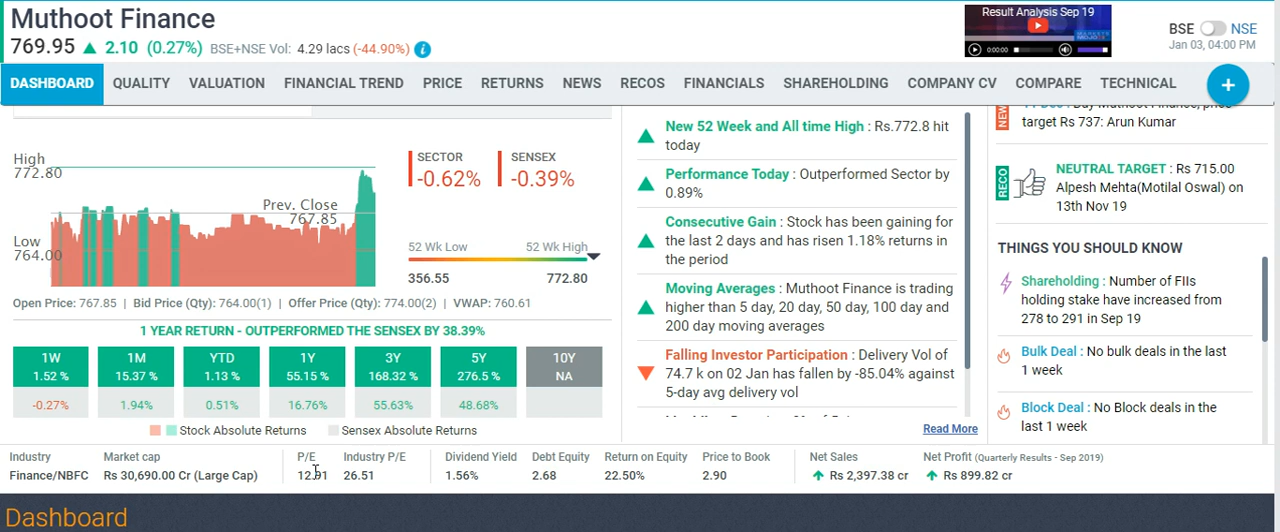 Muthoot Finance
769.95 ▲ 2.10 (0.27%) BSE+NSE Vol: 4.29 lacs (-44.90%)
Result Analysis Sep 19
0:00:00
BSE NSE
Jan 03, 04:00 PM
DASHBOARD QUALITY VALUATION FINANCIAL TREND PRICE RETURNS NEWS RECOS FINANCIALS SHAREHOLDING COMPANY CV COMPARE TECHNICAL +
High
772.80
Prev. Close
767.85
Low
764.00
SECTOR
-0.62%
SENSEX
-0.39%
52 Wk Low 52 Wk High
356.55 772.80
Open Price: 767.85 | Bid Price (Qty): 764.00(1) | Offer Price (Qty): 774.00(2) | VWAP: 760.61
1 YEAR RETURN - OUTPERFORMED THE SENSEX BY 38.39%
1W 1M YTD 1Y 3Y 5Y 10Y
1.52 % 15.37 % 1.13 % 55.15 % 168.32 % 276.5 % NA
-0.27% 1.94% 0.51% 16.76% 55.63% 48.68%
Stock Absolute Returns Sensex Absolute Returns
New 52 Week and All time High : Rs.772.8 hit
today
Performance Today : Outperformed Sector by
0.89%
Consecutive Gain : Stock has been gaining for
the last 2 days and has risen 1.18% returns in
the period
Moving Averages : Muthoot Finance is trading
higher than 5 day, 20 day, 50 day, 100 day and
200 day moving averages
Falling Investor Participation : Delivery Vol of
74.7 k on 02 Jan has fallen by -85.04% against
5-day avg delivery vol
Read More
target Rs 737: Arun Kumar
RECO
NEUTRAL TARGET : Rs 715.00
Alpesh Mehta(Motilal Oswal) on
13th Nov 19
THINGS YOU SHOULD KNOW
Shareholding : Number of FIIs
holding stake have increased from
278 to 291 in Sep 19
Bulk Deal : No bulk deals in the last
1 week
Block Deal : No Block deals in the
last 1 week
Industry Market cap P/E Industry P/E Dividend Yield Debt Equity Return on Equity Price to Book Net Sales Net Profit (Quarterly Results - Sep 2019)
Finance/NBFC Rs 30,690.00 Cr (Large Cap) 26.51 1.56% 2.68 22.50% 2.90 Rs 2,397.38 cr Rs 899.82 cr
Dashboard